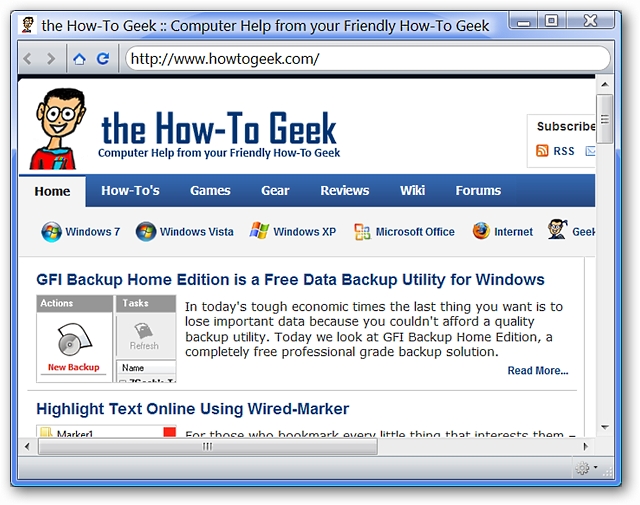 the How-To Geek :: Computer Help from your Friendly How-To Geek
http://www.howtogeek.com/
the How-To Geek
Computer Help from your Friendly How-To Geek
Subscribe
RSS
Home How-To's Games Gear Reviews Wiki Forums
Windows 7 Windows Vista Windows XP Microsoft Office Internet Geek
GFI Backup Home Edition is a Free Data Backup Utility for Windows
Actions Tasks
Refresh
New Backup
Name
In today's tough economic times the last thing you want is to
lose important data because you couldn't afford a quality
backup utility. Today we look at GFI Backup Home Edition, a
completely free professional grade backup solution.
Read More...
Highlight Text Online Using Wired-Marker
Marker1
For those who bookmark every little thing that interests them –